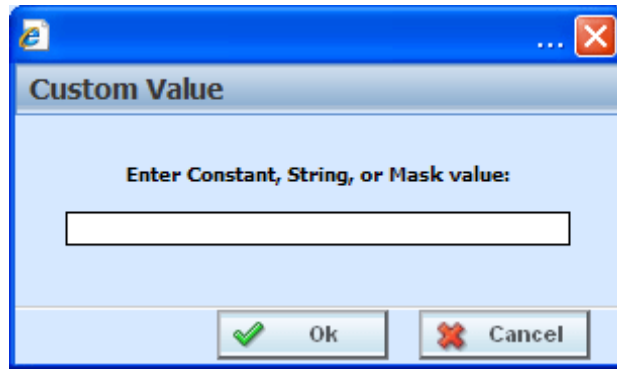 ...
Custom Value
Enter Constant, String, or Mask value:
Ok
Cancel